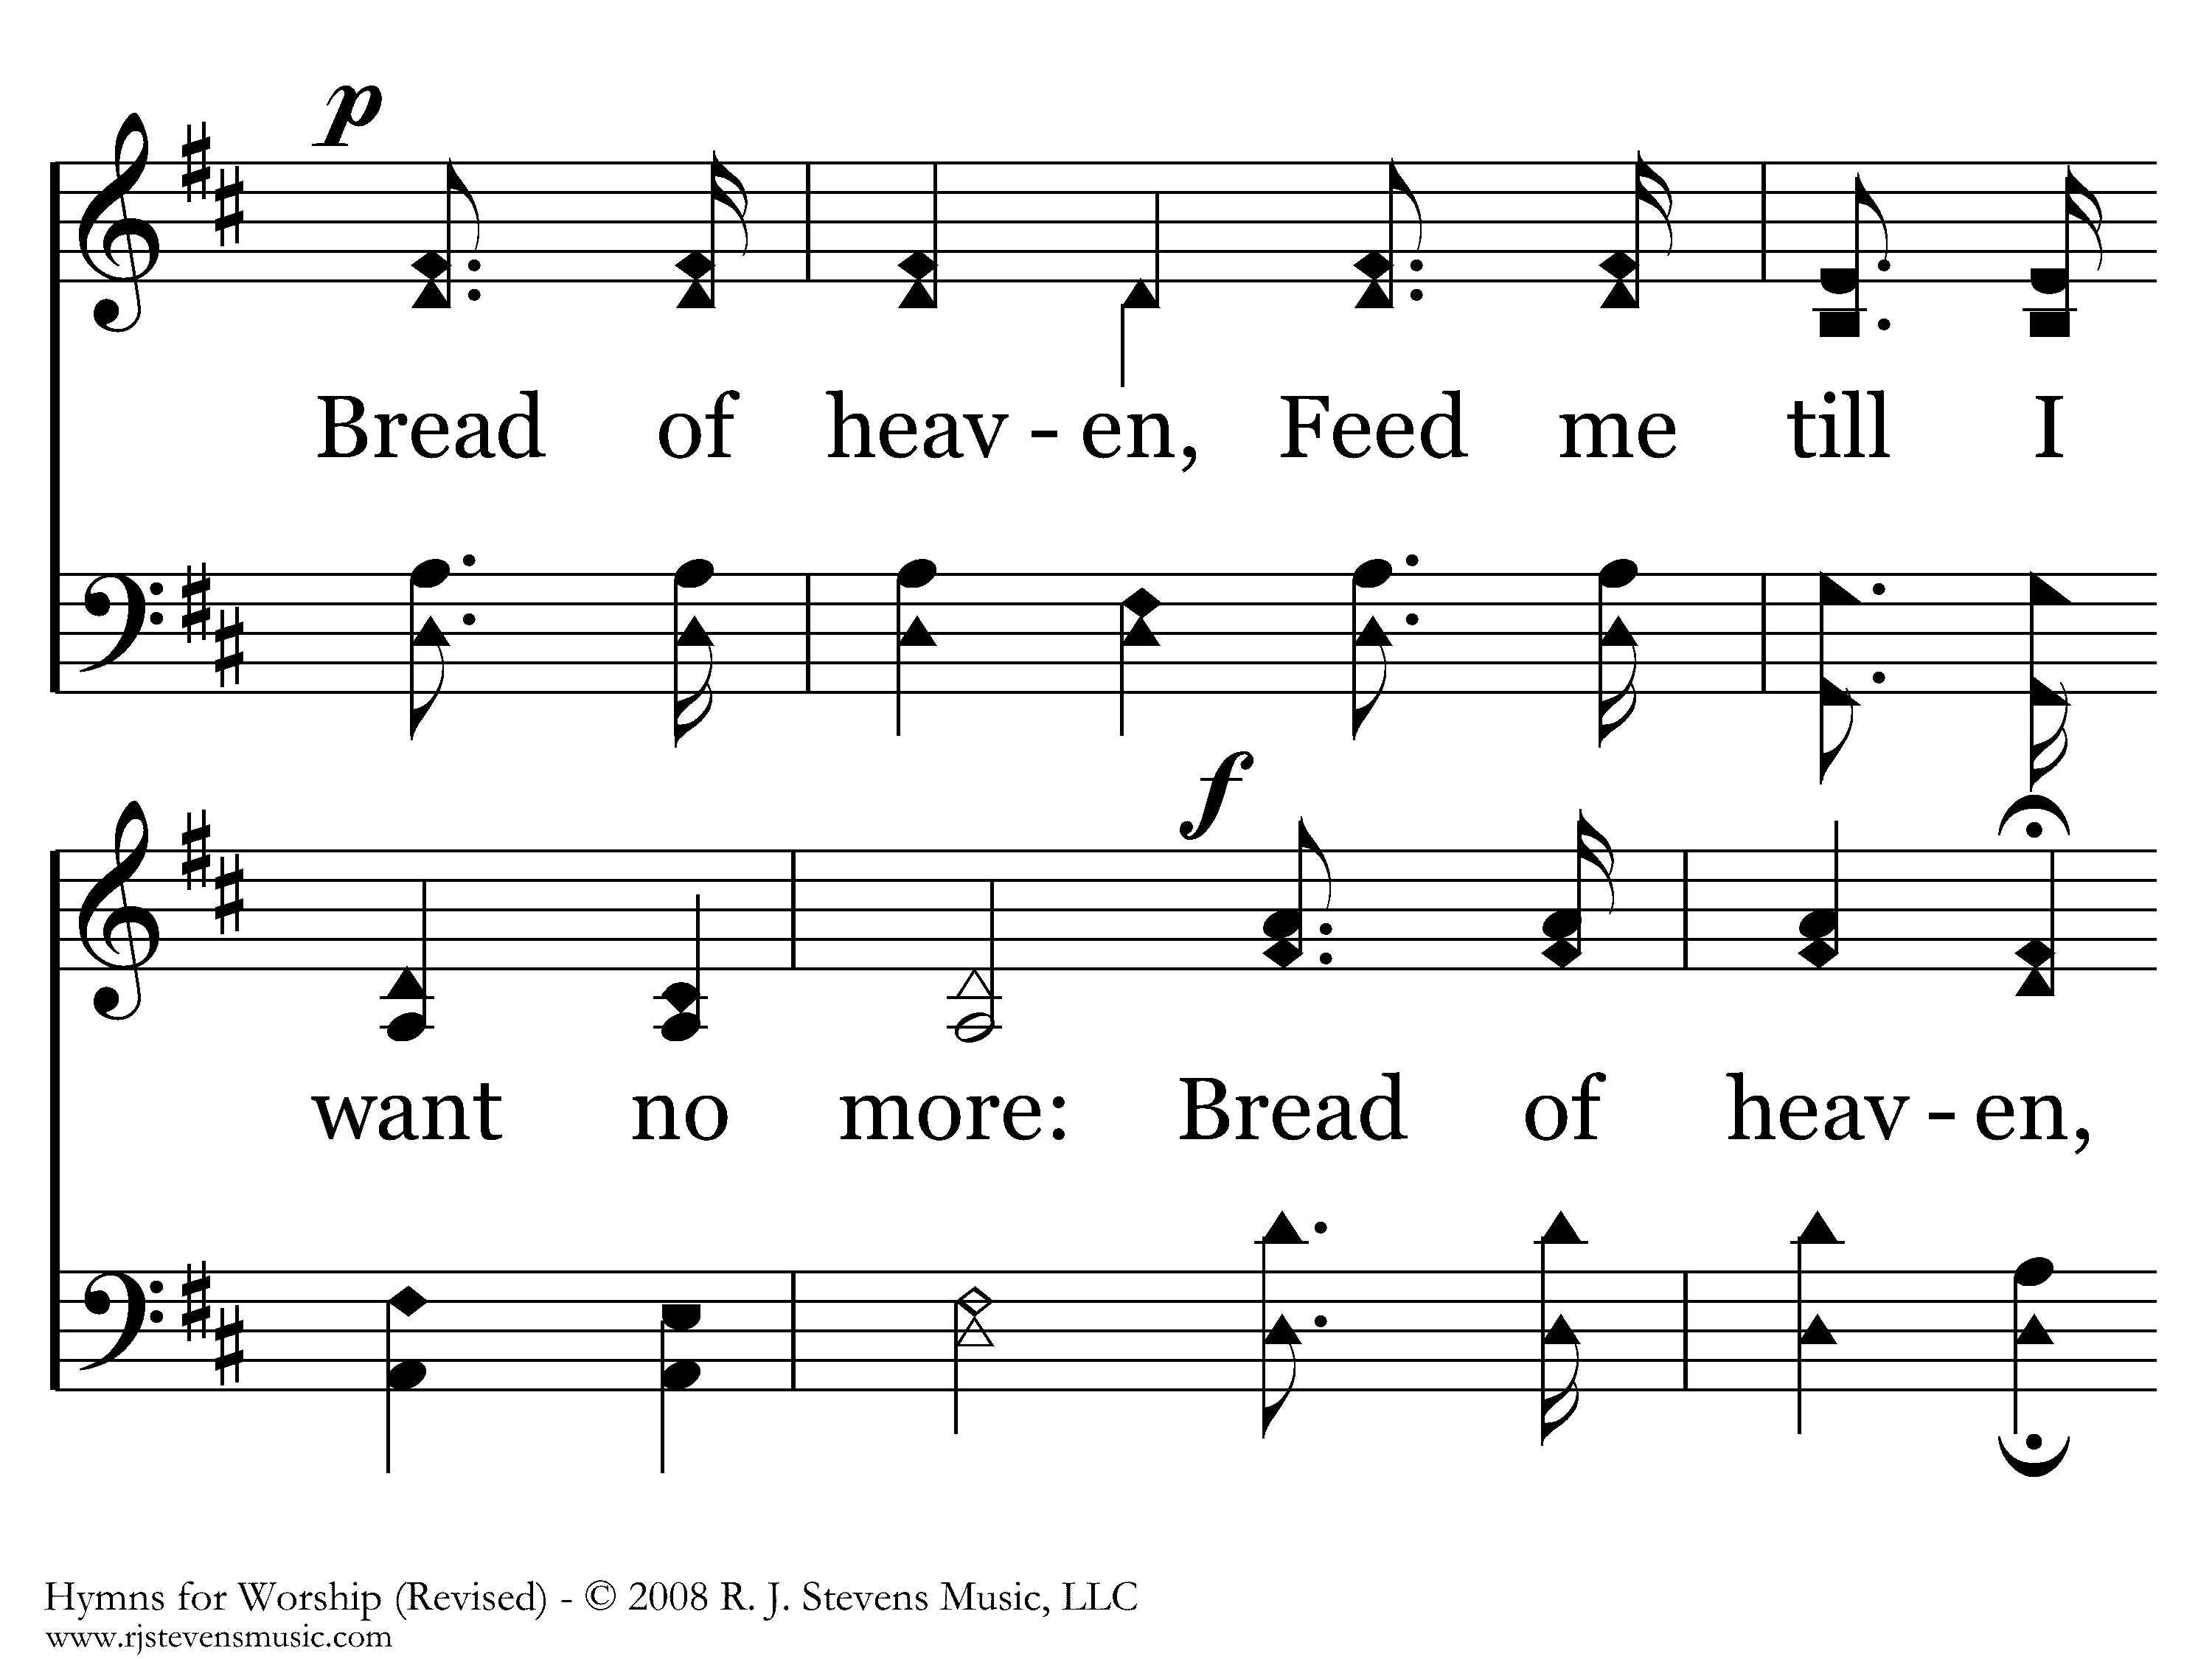 p
Bread of heav - en, Feed me till I
f
want no more: Bread of heav - en,
Hymns for Worship (Revised) - © 2008 R. J. Stevens Music, LLC
www.rjstevensmusic.com